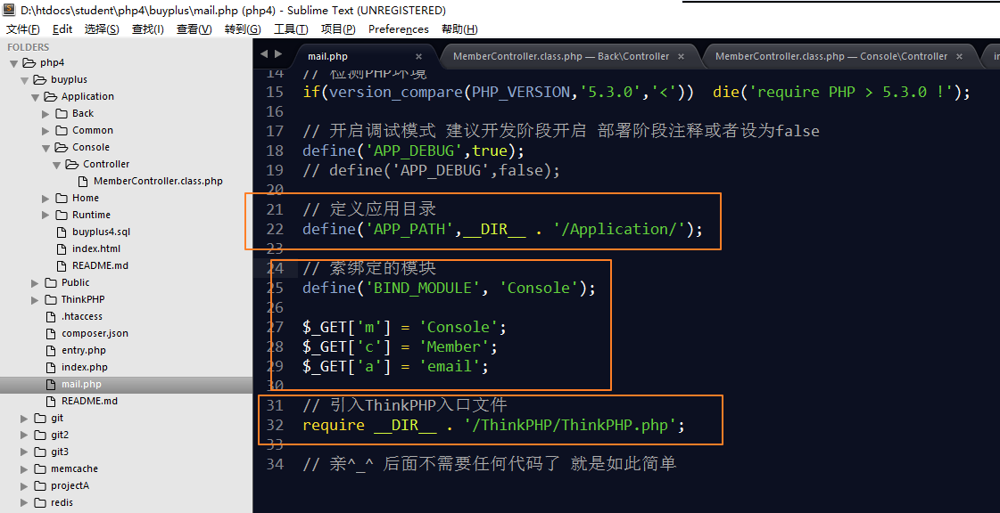 D:\htdocs\student\php4\buyplus\mail.php (php4) - Sublime Text (UNREGISTERED)
文件(F) Edit 选择(S) 查找(I) 查看(V) 转到(G) 工具(T) 项目(P) Preferences 帮助(H)
FOLDERS
php4
buyplus
Application
Back
Common
Console
Controller
MemberController.class.php
Home
Runtime
buyplus4.sql
index.html
README.md
Public
ThinkPHP
.htaccess
composer.json
entry.php
index.php
mail.php
README.md
git
git2
git3
memcache
projectA
redis
mail.php × MemberController.class.php — Back\Controller × MemberController.class.php — Console\Controller × in
14 // 检测PHP环境
15 if(version_compare(PHP_VERSION,'5.3.0','<')) die('require PHP > 5.3.0 !');
16
17 // 开启调试模式 建议开发阶段开启 部署阶段注释或者设为false
18 define('APP_DEBUG',true);
19 // define('APP_DEBUG',false);
20
21 // 定义应用目录
22 define('APP_PATH',__DIR__ . '/Application/');
23
24 // 索绑定的模块
25 define('BIND_MODULE', 'Console');
26
27 $_GET['m'] = 'Console';
28 $_GET['c'] = 'Member';
29 $_GET['a'] = 'email';
30
31 // 引入ThinkPHP入口文件
32 require __DIR__ . '/ThinkPHP/ThinkPHP.php';
33
34 // 亲^_^ 后面不需要任何代码了 就是如此简单